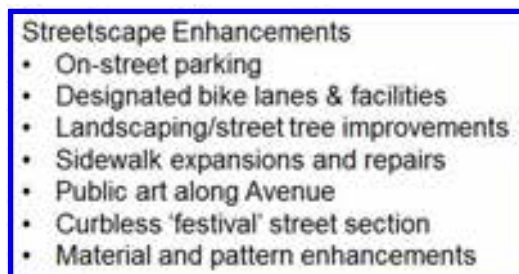 Streetscape Enhancements
• On-street parking
• Designated bike lanes & facilities
• Landscaping/street tree improvements
• Sidewalk expansions and repairs
• Public art along Avenue
• Curbless ‘festival’ street section
• Material and pattern enhancements